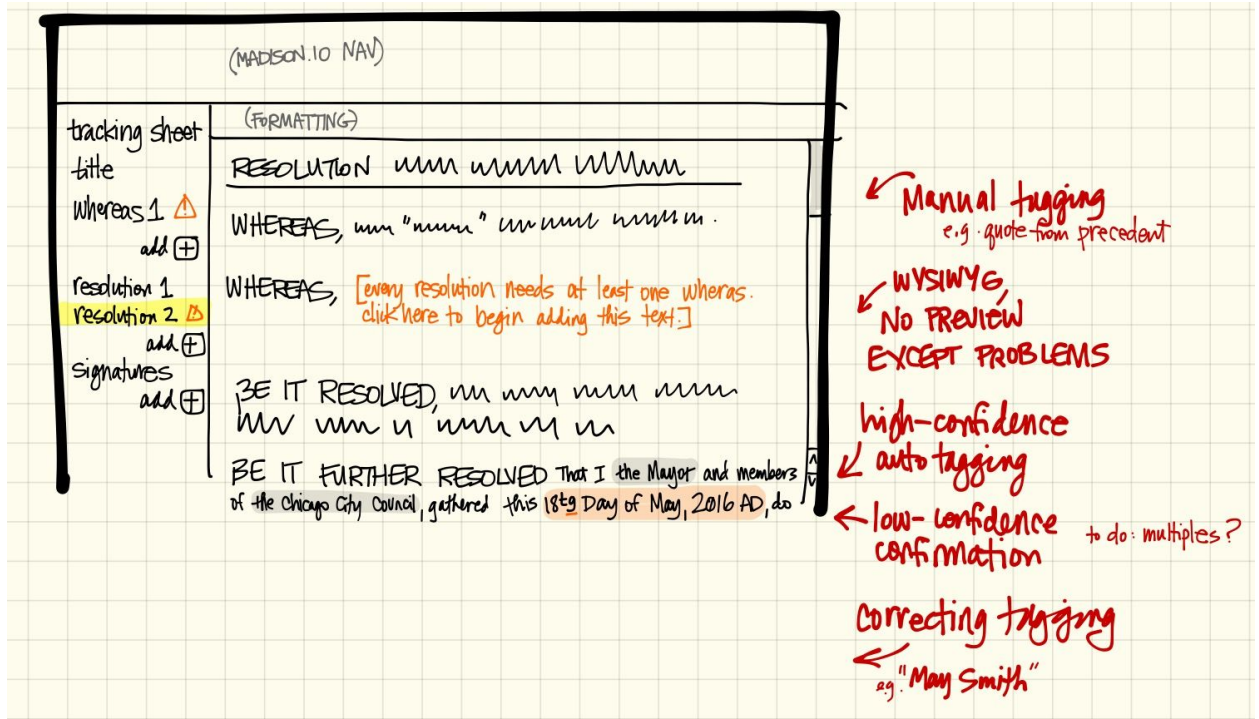 (MADISON.IO NAV)
(FORMATTING)
tracking sheet
title
whereas 1
add +
resolution 1
resolution 2
add +
signatures
add +
RESOLUTION
WHEREAS, " "
WHEREAS, [every resolution needs at least one wheras.
click here to begin adding this text.]
BE IT RESOLVED,
BE IT FURTHER RESOLVED That I the Mayor and members
of the Chicago City Council, gathered this 18tg Day of May, 2016 AD, do
Manual tagging
e.g. quote from precedent
WYSIWYG,
NO PREVIEW
EXCEPT PROBLEMS
high-confidence
auto tagging
low-confidence
confirmation
to do: multiples?
correcting tagging
eg. "May Smith"